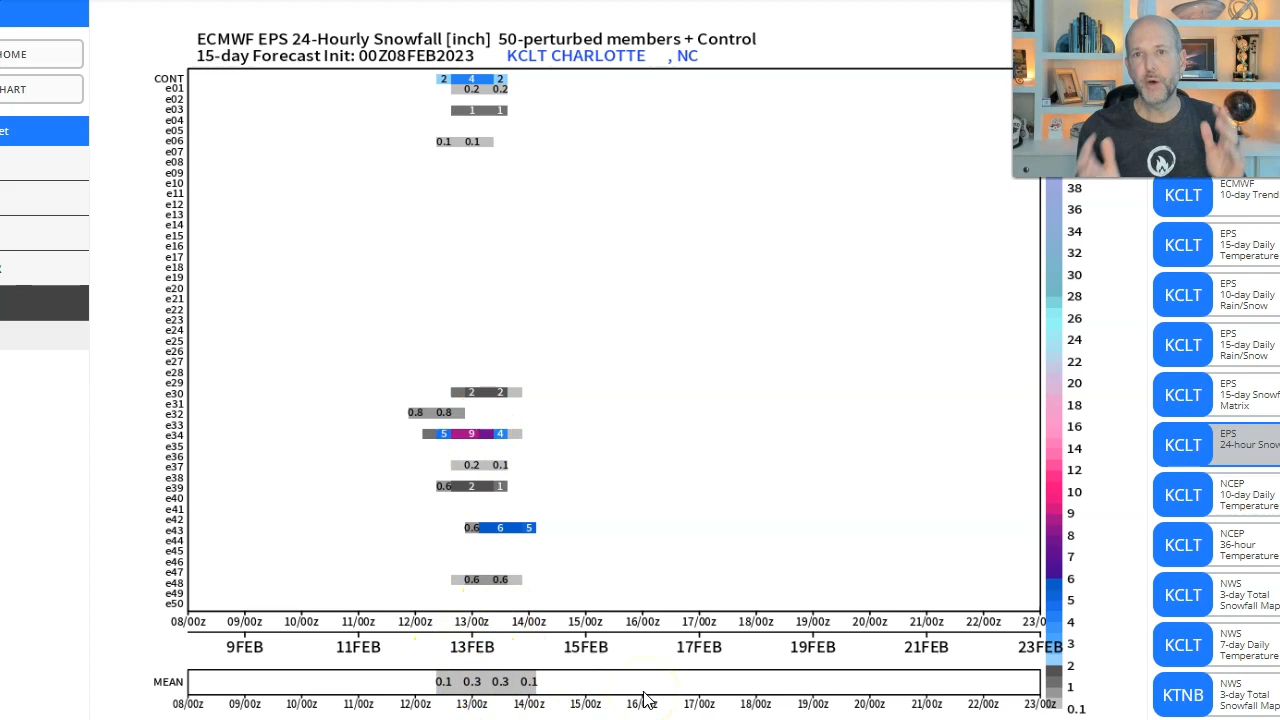 ECMWF EPS 24-Hourly Snowfall [inch] 50-perturbed members + Control
15-day Forecast Init: 00Z08FEB2023 KCLT CHARLOTTE , NC
HOME
HART
et
CONT 2 4 2
e01 0.2 0.2
e02
e03 1 1
e04
e05
e06 0.1 0.1
e07
e08
e09
e10
e11
e12
e13
e14
e15
e16
e17
e18
e19
e20
e21
e22
e23
e24
e25
e26
e27
e28
e29
e30 2 2
e31
e32 0.8 0.8
e33
e34 5 9 4
e35
e36
e37 0.2 0.1
e38
e39 0.6 2 1
e40
e41
e42
e43 0.6 6 5
e44
e45
e46
e47
e48 0.6 0.6
e49
e50
08/00z 09/00z 10/00z 11/00z 12/00z 13/00z 14/00z 15/00z 16/00z 17/00z 18/00z 19/00z 20/00z 21/00z 22/00z 23/0
9FEB 11FEB 13FEB 15FEB 17FEB 19FEB 21FEB 23FEB
MEAN 0.1 0.3 0.3 0.1
08/00z 09/00z 10/00z 11/00z 12/00z 13/00z 14/00z 15/00z 16/00z 17/00z 18/00z 19/00z 20/00z 21/00z 22/00z 23/00z
38
36
34
32
30
28
26
24
22
20
18
16
14
12
10
9
8
7
6
5
4
3
2
1
0.1
KCLT
ECMWF
10-day Trend
KCLT
EPS
15-day Daily
Temperature
KCLT
EPS
10-day Daily
Rain/Snow
KCLT
EPS
15-day Daily
Rain/Snow
KCLT
EPS
15-day Snowf
Matrix
KCLT
EPS
24-hour Snow
KCLT
NCEP
10-day Daily
Temperature
KCLT
NCEP
36-hour
Temperature
KCLT
NWS
3-day Total
Snowfall Map
KCLT
NWS
7-day Daily
Temperature
KTNB
NWS
3-day Total
Snowfall Map